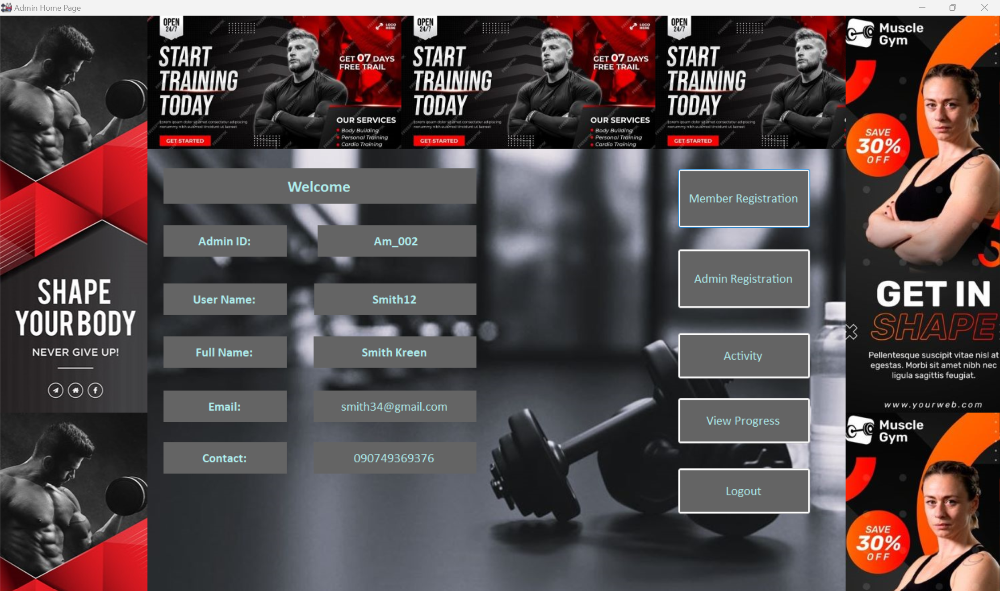 Admin Home Page
SHAPE
YOUR BODY
NEVER GIVE UP!
OPEN
24/7
LOGO
HERE
START
TRAINING
TODAY
GET 07 DAYS
FREE TRAIL
Lorem ipsum dolor sit amet consectetur adipiscing
nonummy nibh euismod tincidunt ut laoreet
GET STARTED
OUR SERVICES
Body Building
Personal Training
Cardio Training
OPEN
24/7
LOGO
HERE
START
TRAINING
TODAY
GET 07 DAYS
FREE TRAIL
Lorem ipsum dolor sit amet consectetur adipiscing
nonummy nibh euismod tincidunt ut laoreet
GET STARTED
OUR SERVICES
Body Building
Personal Training
Cardio Training
OPEN
24/7
START
TRAINING
TODAY
Lorem ipsum dolor sit amet consectetur adipiscing
nonummy nibh euismod tincidunt ut laoreet
GET STARTED
Welcome
Admin ID: Am_002
User Name: Smith12
Full Name: Smith Kreen
Email: smith34@gmail.com
Contact: 090749369376
Member Registration
Admin Registration
Activity
View Progress
Logout
Muscle
Gym
SAVE
30%
OFF
GET IN
SHAPE
Pellentesque suscipit vitae nisl at
egestas. Morbi sit amet nibh nec
ligula sagittis feugiat.
www.yourweb.com
Muscle
Gym
SAVE
30%
OFF